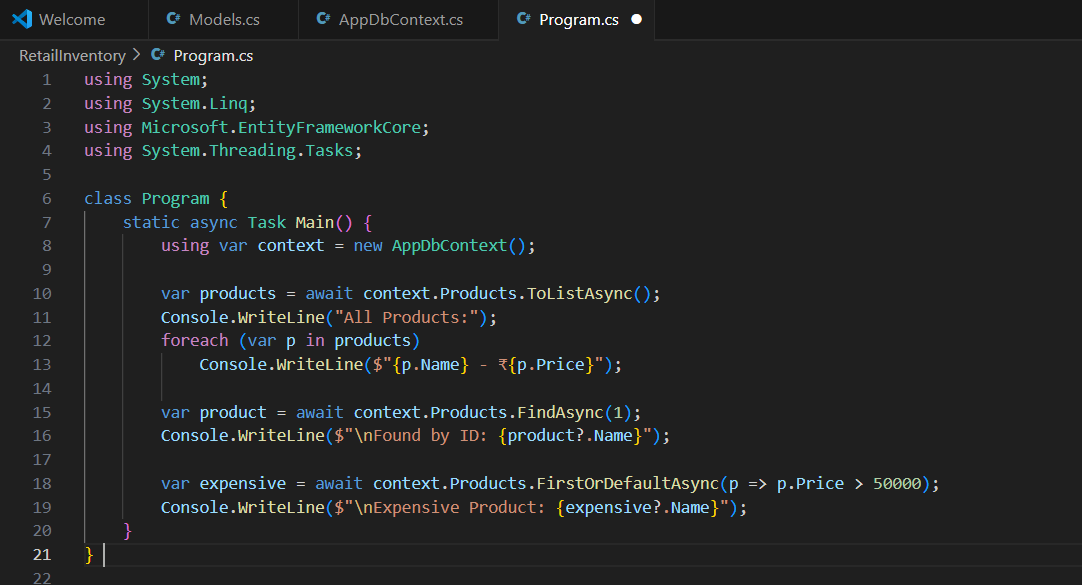 Welcome
Models.cs
AppDbContext.cs
Program.cs
RetailInventory > Program.cs
1 using System;
2 using System.Linq;
3 using Microsoft.EntityFrameworkCore;
4 using System.Threading.Tasks;
5
6 class Program {
7     static async Task Main() {
8         using var context = new AppDbContext();
9
10         var products = await context.Products.ToListAsync();
11         Console.WriteLine("All Products:");
12         foreach (var p in products)
13             Console.WriteLine($"{p.Name} - ₹{p.Price}");
14
15         var product = await context.Products.FindAsync(1);
16         Console.WriteLine($"\nFound by ID: {product?.Name}");
17
18         var expensive = await context.Products.FirstOrDefaultAsync(p => p.Price > 50000);
19         Console.WriteLine($"\nExpensive Product: {expensive?.Name}");
20     }
21 }
22